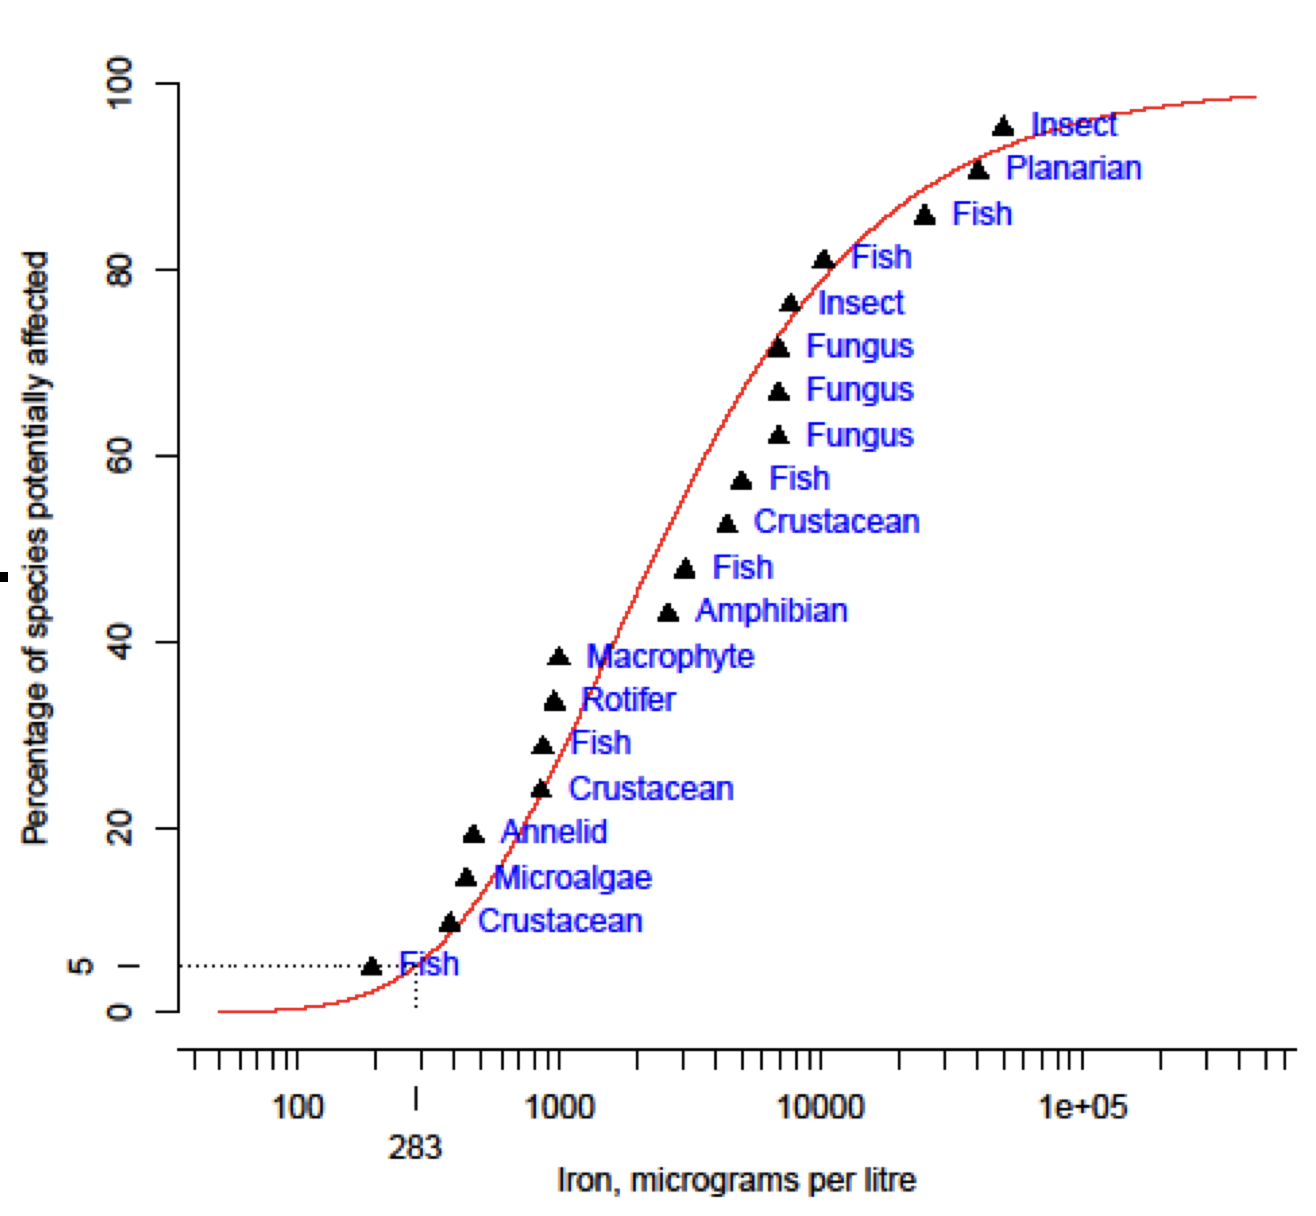 100
80
60
40
20
5
0
Percentage of species potentially affected
Insect
Planarian
Fish
Fish
Insect
Fungus
Fungus
Fungus
Fish
Crustacean
Fish
Amphibian
Macrophyte
Rotifer
Fish
Crustacean
Annelid
Microalgae
Crustacean
Fish
100 1000 10000 1e+05
283
Iron, micrograms per litre